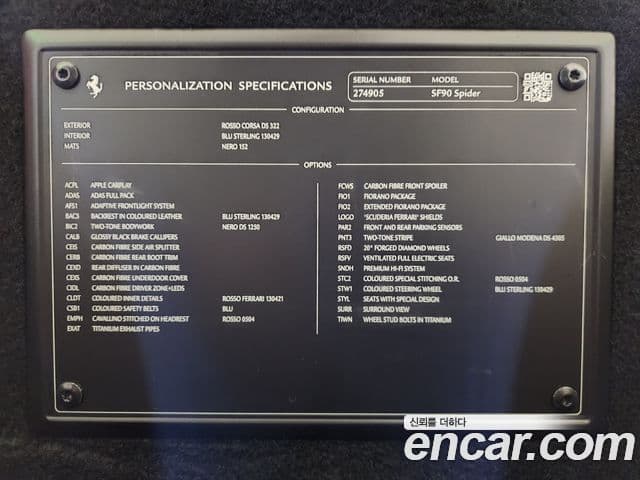 PERSONALIZATION SPECIFICATIONS
SERIAL NUMBER MODEL
274905 SF90 Spider
CONFIGURATION
EXTERIOR ROSSO CORSA DS 322
INTERIOR BLU STERLING 130429
MATS NERO 152
OPTIONS
ACPL APPLE CARPLAY
ADAS ADAS FULL PACK
AFS1 ADAPTIVE FRONTLIGHT SYSTEM
BACS BACKREST IN COLOURED LEATHER BLU STERLING 130429
BIC2 TWO-TONE BODYWORK NERO DS 1250
CALB GLOSSY BLACK BRAKE CALLIPERS
CEIS CARBON FIBRE SIDE AIR SPLITTER
CERB CARBON FIBRE REAR BOOT TRIM
CEXD REAR DIFFUSER IN CARBON FIBRE
CEXS CARBON FIBRE UNDERDOOR COVER
CIDL CARBON FIBRE DRIVER ZONE+LEDS
CLDT COLOURED INNER DETAILS ROSSO FERRARI 130421
CSB1 COLOURED SAFETY BELTS BLU
EMPH CAVALLINO STITCHED ON HEADREST ROSSO 0504
EXAT TITANIUM EXHAUST PIPES
FCWS CARBON FIBRE FRONT SPOILER
FIO1 FIORANO PACKAGE
FIO2 EXTENDED FIORANO PACKAGE
LOGO "SCUDERIA FERRARI" SHIELDS
PAR2 FRONT AND REAR PARKING SENSORS
PNT3 TWO-TONE STRIPE GIALLO MODENA DS 4305
RSFD 20" FORGED DIAMOND WHEELS
RSFV VENTILATED FULL ELECTRIC SEATS
SNDH PREMIUM HI-FI SYSTEM
STC2 COLOURED SPECIAL STITCHING O.R. ROSSO 0504
STW1 COLOURED STEERING WHEEL BLU STERLING 130429
STYL SEATS WITH SPECIAL DESIGN
SURR SURROUND VIEW
TIWN WHEEL STUD BOLTS IN TITANIUM
신뢰를 더하다
encar.com